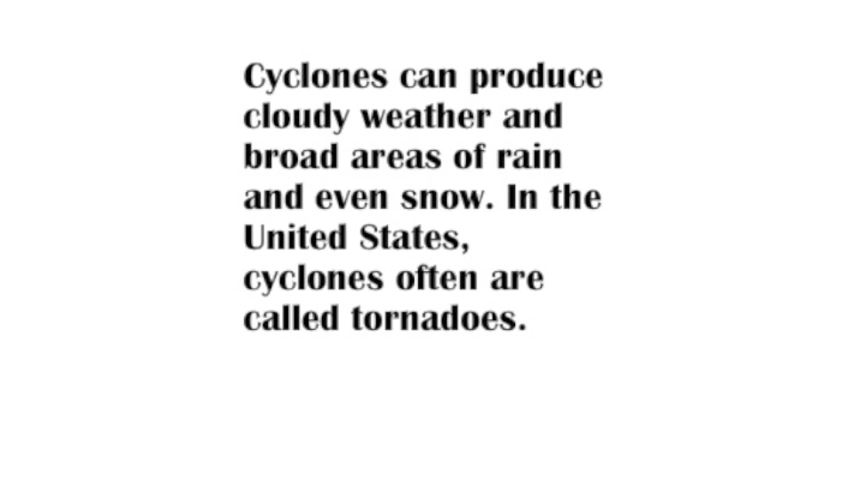 Cyclones can produce
cloudy weather and
broad areas of rain
and even snow. In the
United States,
cyclones often are
called tornadoes.